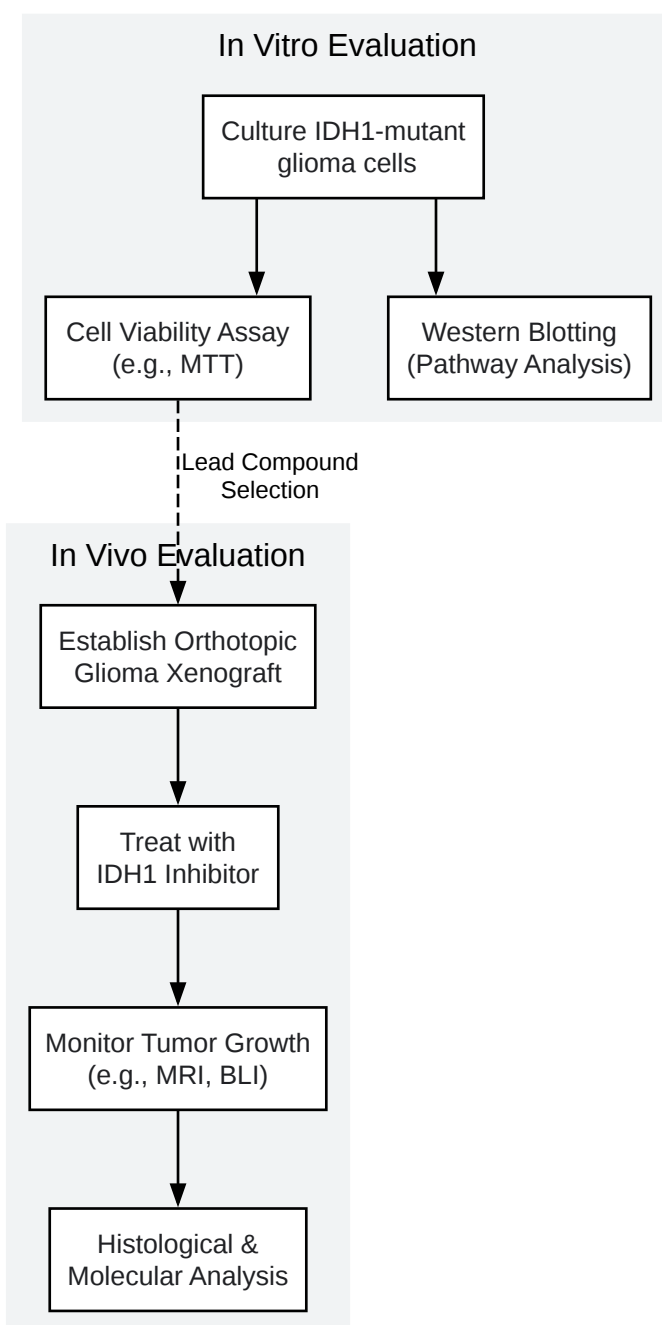 In Vitro Evaluation
Culture IDH1-mutant
glioma cells
Cell Viability Assay
(e.g., MTT)
Western Blotting
(Pathway Analysis)
Lead Compound
Selection
In Vivo Evaluation
Establish Orthotopic
Glioma Xenograft
Treat with
IDH1 Inhibitor
Monitor Tumor Growth
(e.g., MRI, BLI)
Histological &
Molecular Analysis